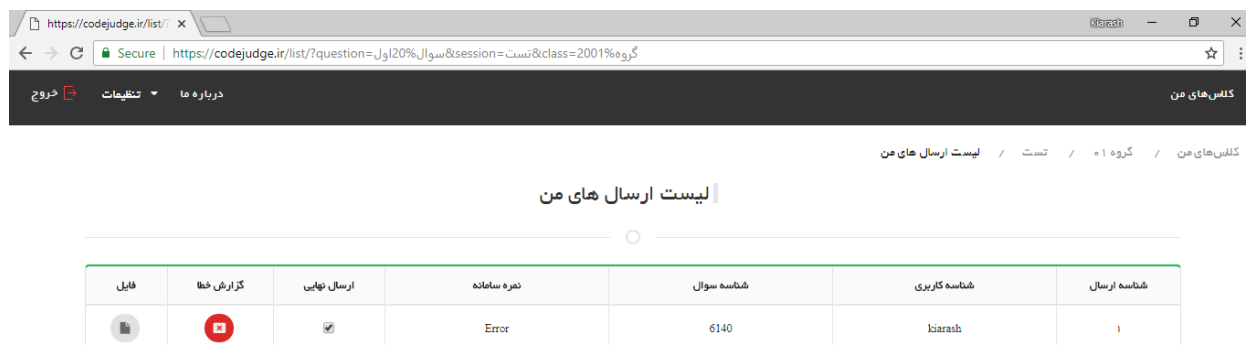 https://codejudge.ir/list/?
Kiarash
Secure | https://codejudge.ir/list/?question=سوال%20اول&session=تست&class=2001%گروه
کلاس‌های من
درباره ما
تنظیمات
خروج
کلاس‌های من / گروه ۰۱ / تست / لیست ارسال های من
لیست ارسال های من
شناسه ارسال شناسه کاربری شناسه سوال نمره سامانه ارسال نهایی گزارش خطا فایل
۱ kiarash 6140 Error